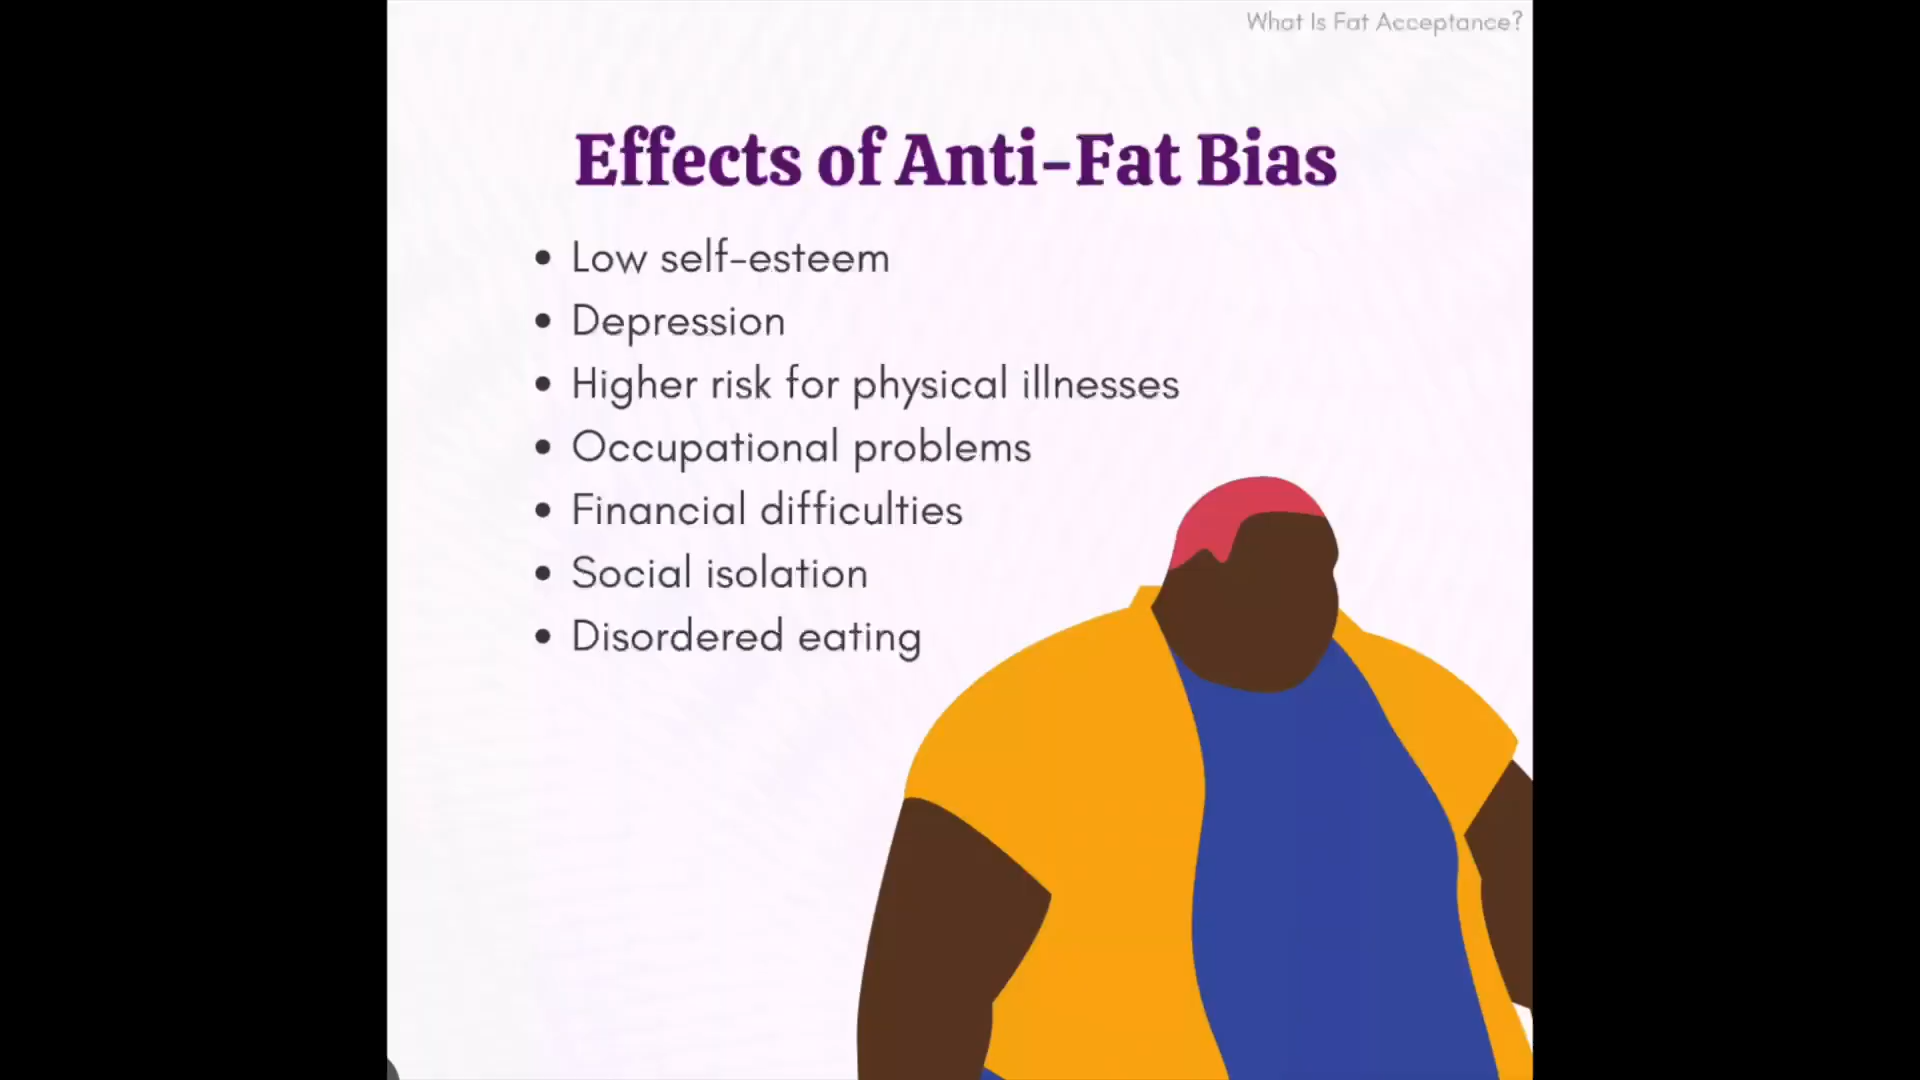 What Is Fat Acceptance?
Effects of Anti-Fat Bias
• Low self-esteem
• Depression
• Higher risk for physical illnesses
• Occupational problems
• Financial difficulties
• Social isolation
• Disordered eating